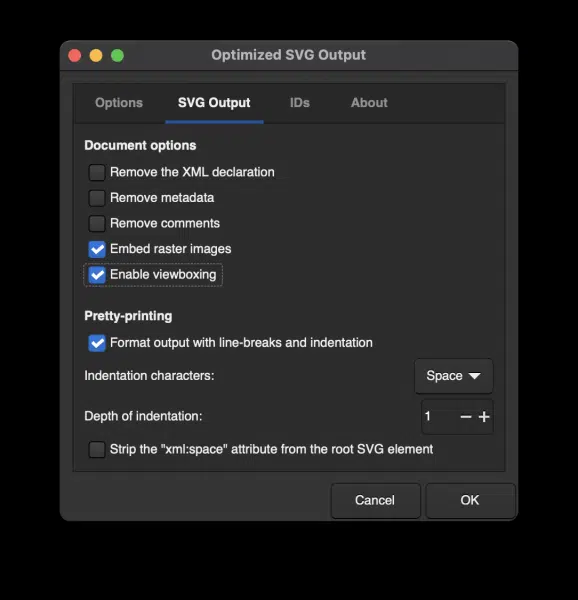 Optimized SVG Output
Options SVG Output IDs About
Document options
Remove the XML declaration
Remove metadata
Remove comments
Embed raster images
Enable viewboxing
Pretty-printing
Format output with line-breaks and indentation
Indentation characters: Space
Depth of indentation: 1 − +
Strip the "xml:space" attribute from the root SVG element
Cancel OK